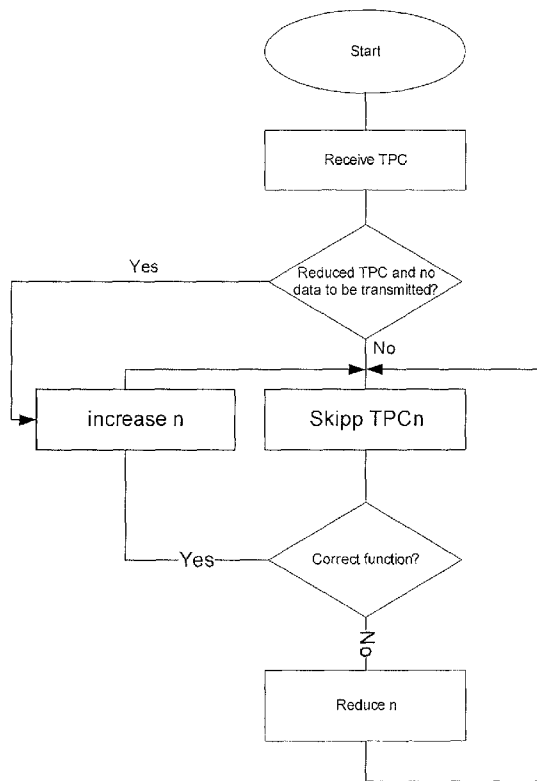 Start
Receive TPC
Yes
Reduced TPC and no
data to be transmitted?
No
increase n
Skipp TPCn
Yes
Correct function?
No
Reduce n